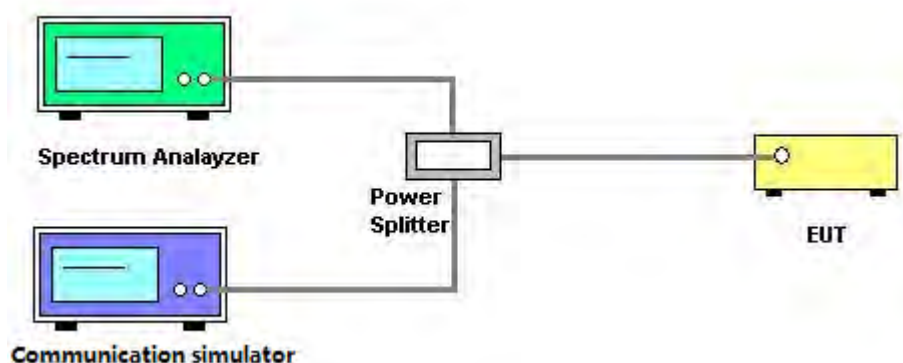 Spectrum Analayzer
Power
Splitter
EUT
Communication simulator